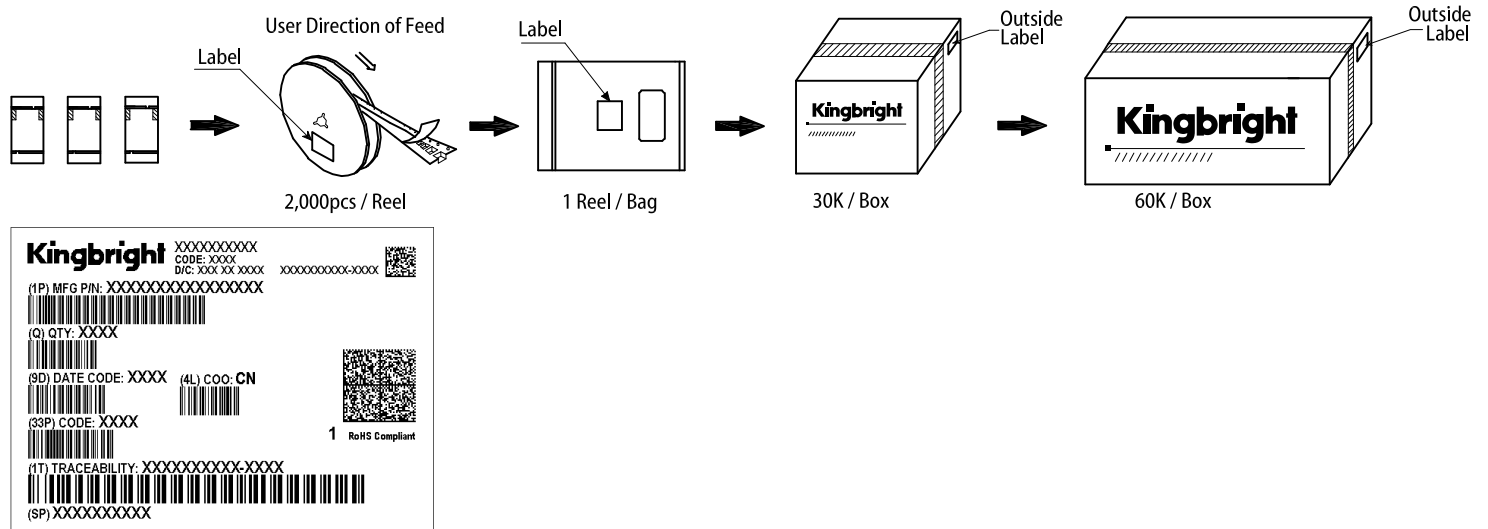 User Direction of Feed
Label
Label
Outside
Label
Outside
Label
Kingbright
Kingbright
2,000pcs / Reel
1 Reel / Bag
30K / Box
60K / Box
Kingbright
XXXXXXXXXX
CODE: XXXX
D/C: XXX XX XXXX XXXXXXXXXX-XXXX
(1P) MFG P/N: XXXXXXXXXXXXXXXX
(Q) QTY: XXXX
(9D) DATE CODE: XXXX (4L) COO: CN
(33P) CODE: XXXX
1 RoHS Compliant
(1T) TRACEABILITY: XXXXXXXXXX-XXXX
(SP) XXXXXXXXXX